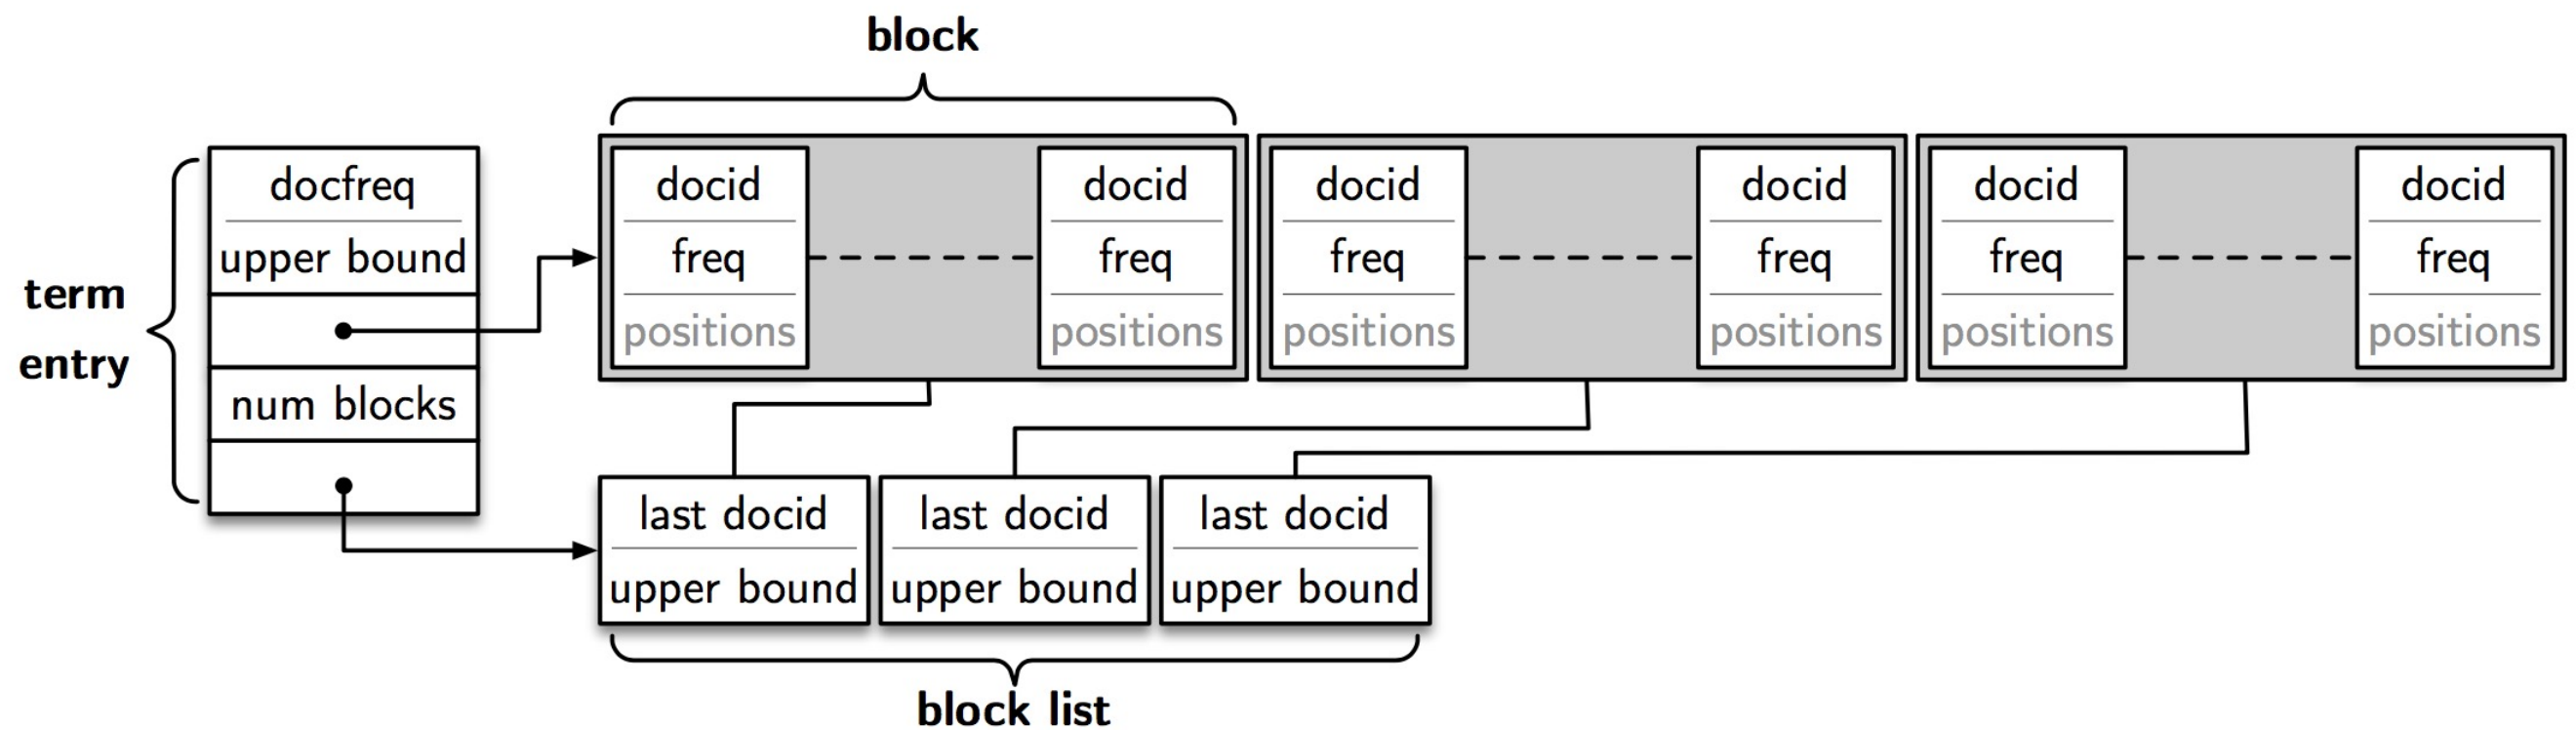 block
term
entry
docfreq
upper bound
num blocks
docid
freq
positions
docid
freq
positions
docid
freq
positions
docid
freq
positions
docid
freq
positions
docid
freq
positions
last docid
upper bound
last docid
upper bound
last docid
upper bound
block list